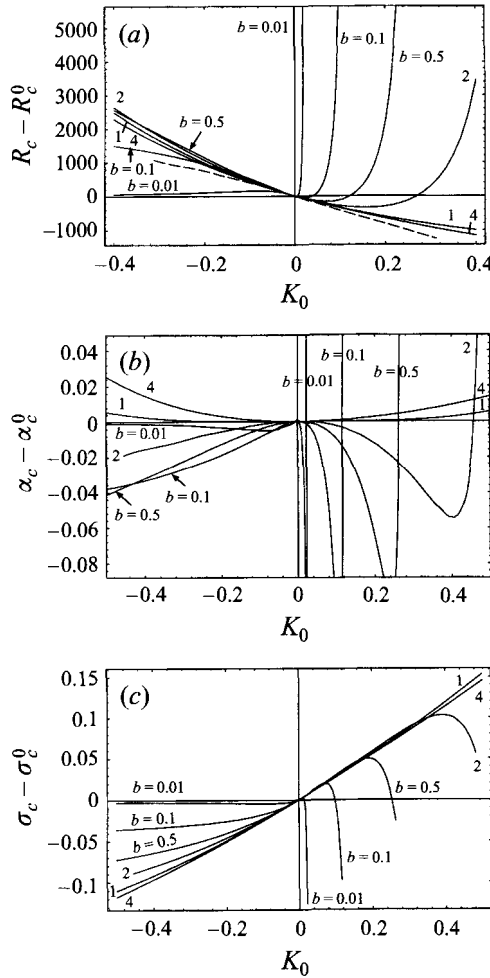 (a)
b = 0.01
b = 0.1
b = 0.5
2
5000
4000
3000
2000
1000
0
−1000
R_c − R_c^0
2
b = 0.5
1
4
b = 0.1
b = 0.01
1 4
−0.4 −0.2 0 0.2 0.4
K_0
(b)
0.04
0.02
0
−0.02
−0.04
−0.06
−0.08
α_c − α_c^0
4
1
b = 0.01
2
b = 0.5
b = 0.1
b = 0.1
b = 0.01
b = 0.5
2
4
1
−0.4 −0.2 0 0.2 0.4
K_0
(c)
0.15
0.1
0.05
0
−0.05
−0.1
σ_c − σ_c^0
b = 0.01
b = 0.1
b = 0.5
2
1
4
1
4
2
b = 0.5
b = 0.1
b = 0.01
−0.4 −0.2 0 0.2 0.4
K_0